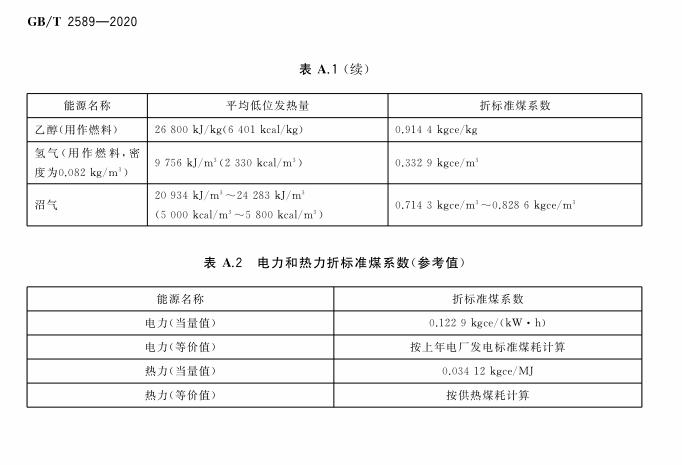 GB/T 2589—2020
表 A.1（续）
能源名称 平均低位发热量 折标准煤系数
乙醇（用作燃料） 26 800 kJ/kg(6 401 kcal/kg) 0.914 4 kgce/kg
氢气（用作燃料，密
度为0.082 kg/m³） 9 756 kJ/m³(2 330 kcal/m³) 0.332 9 kgce/m³
沼气 20 934 kJ/m³～24 283 kJ/m³
(5 000 kcal/m³～5 800 kcal/m³) 0.714 3 kgce/m³～0.828 6 kgce/m³
表 A.2 电力和热力折标准煤系数（参考值）
能源名称 折标准煤系数
电力（当量值） 0.122 9 kgce/(kW·h)
电力（等价值） 按上年电厂发电标准煤耗计算
热力（当量值） 0.034 12 kgce/MJ
热力（等价值） 按供热煤耗计算